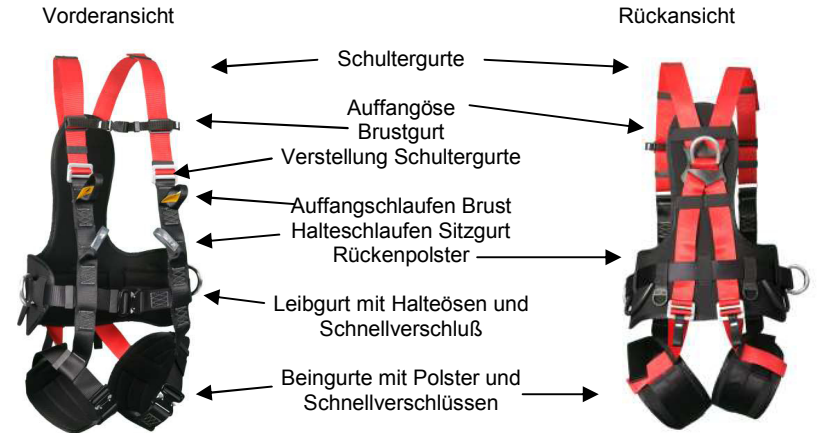 Vorderansicht
Rückansicht
Schultergurte
Auffangöse
Brustgurt
Verstellung Schultergurte
Auffangschlaufen Brust
Halteschlaufen Sitzgurt
Rückenpolster
Leibgurt mit Halteösen und
Schnellverschluß
Beingurte mit Polster und
Schnellverschlüssen